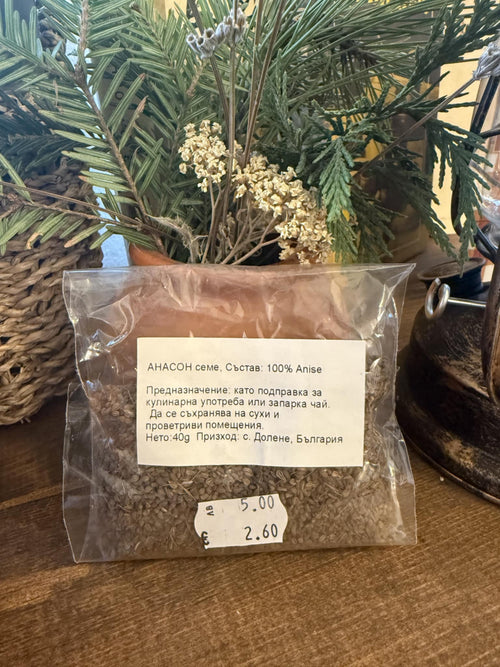 АНАСОН семе, Състав: 100% Anise
Предназначение: като подправка за
кулинарна употреба или запарка чай.
Да се съхранява на сухи и
проветриви помещения.
Нето:40g Призход: с. Долене, България
ЛВ 5.00
€ 2.60